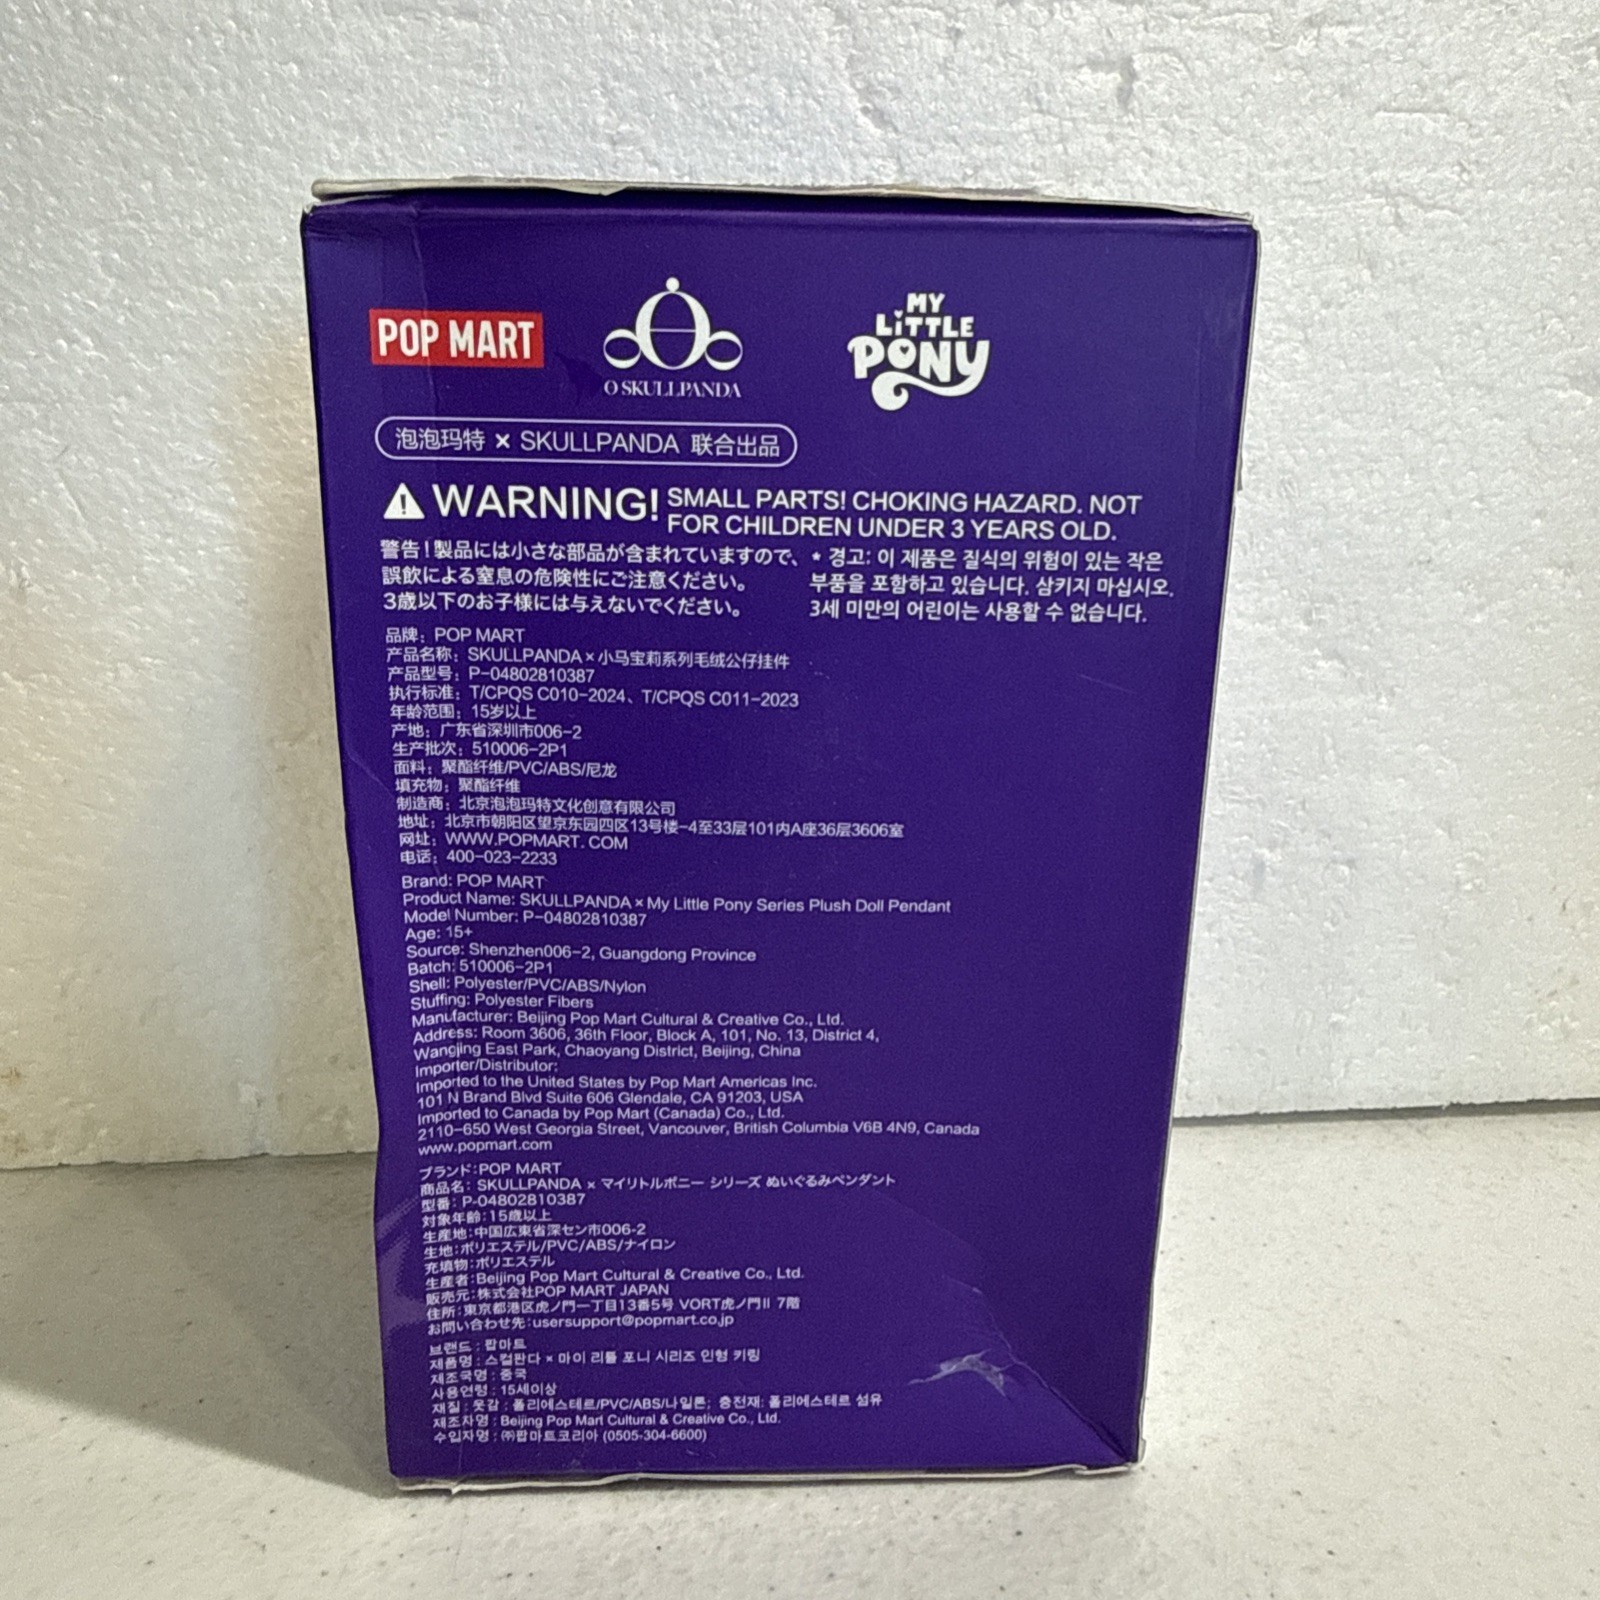 POP MART
O SKULLPANDA
MY
LITTLE
PONY
泡泡玛特 × SKULLPANDA 联合出品
WARNING! SMALL PARTS! CHOKING HAZARD. NOT
FOR CHILDREN UNDER 3 YEARS OLD.
警告！製品には小さな部品が含まれていますので、
誤飲による窒息の危険性にご注意ください。
3歳以下のお子様には与えないでください。
* 경고: 이 제품은 질식의 위험이 있는 작은
부품을 포함하고 있습니다. 삼키지 마십시오.
3세 미만의 어린이는 사용할 수 없습니다.
品牌：POP MART
产品名称：SKULLPANDA × 小马宝莉系列毛绒公仔挂件
产品型号：P-04802810387
执行标准：T/CPQS C010-2024、T/CPQS C011-2023
年龄范围：15岁以上
产地：广东省深圳市006-2
生产批次：510006-2P1
面料：聚酯纤维/PVC/ABS/尼龙
填充物：聚酯纤维
制造商：北京泡泡玛特文化创意有限公司
地址：北京市朝阳区望京东园四区13号楼-4至33层101内A座36层3606室
网址：WWW.POPMART.COM
电话：400-023-2233
Brand: POP MART
Product Name: SKULLPANDA × My Little Pony Series Plush Doll Pendant
Model Number: P-04802810387
Age: 15+
Source: Shenzhen006-2, Guangdong Province
Batch: 510006-2P1
Shell: Polyester/PVC/ABS/Nylon
Stuffing: Polyester Fibers
Manufacturer: Beijing Pop Mart Cultural & Creative Co., Ltd.
Address: Room 3606, 36th Floor, Block A, 101, No. 13, District 4,
Wangjing East Park, Chaoyang District, Beijing, China
Importer/Distributor:
Imported to the United States by Pop Mart Americas Inc.
101 N Brand Blvd Suite 606 Glendale, CA 91203, USA
Imported to Canada by Pop Mart (Canada) Co., Ltd.
2110-650 West Georgia Street, Vancouver, British Columbia V6B 4N9, Canada
www.popmart.com
ブランド：POP MART
商品名：SKULLPANDA × マイリトルポニー シリーズ ぬいぐるみペンダント
型番：P-04802810387
対象年齢：15歳以上
生産地：中国広東省深セン市006-2
生地：ポリエステル/PVC/ABS/ナイロン
充填物：ポリエステル
生産者：Beijing Pop Mart Cultural & Creative Co., Ltd.
販売元：株式会社POP MART JAPAN
住所：東京都港区虎ノ門一丁目13番5号 VORT虎ノ門II 7階
お問い合わせ先：usersupport@popmart.co.jp
브랜드 : 팝마트
제품명 : 스컬판다 × 마이 리틀 포니 시리즈 인형 키링
제조국명 : 중국
사용연령 : 15세이상
재질 : 옷감 : 폴리에스테르/PVC/ABS/나일론; 충전재: 폴리에스테르 섬유
제조자명 : Beijing Pop Mart Cultural & Creative Co., Ltd.
수입자명 : ㈜팝마트코리아 (0505-304-6600)